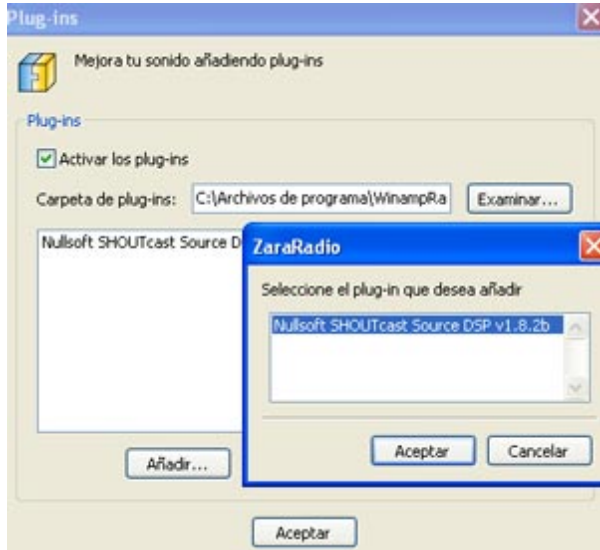 Plug-ins
Mejora tu sonido añadiendo plug-ins
Plug-ins
Activar los plug-ins
Carpeta de plug-ins: C:\Archivos de programa\WinampRa Examinar...
Nullsoft SHOUTcast Source D
ZaraRadio
Seleccione el plug-in que desea añadir
Nullsoft SHOUTcast Source DSP v1.8.2b
Aceptar Cancelar
Añadir...
Aceptar